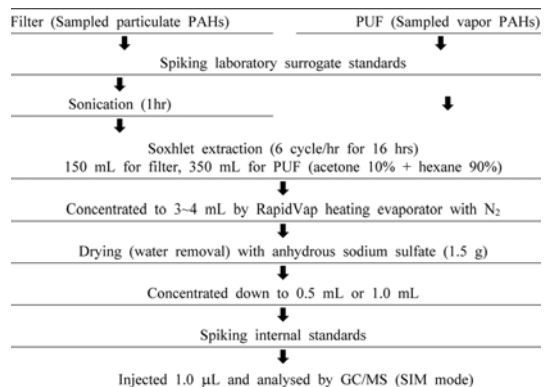 Filter (Sampled particulate PAHs) PUF (Sampled vapor PAHs)
Spiking laboratory surrogate standards
Sonication (1hr)
Soxhlet extraction (6 cycle/hr for 16 hrs)
150 mL for filter, 350 mL for PUF (acetone 10% + hexane 90%)
Concentrated to 3~4 mL by RapidVap heating evaporator with N₂
Drying (water removal) with anhydrous sodium sulfate (1.5 g)
Concentrated down to 0.5 mL or 1.0 mL
Spiking internal standards
Injected 1.0 μL and analysed by GC/MS (SIM mode)